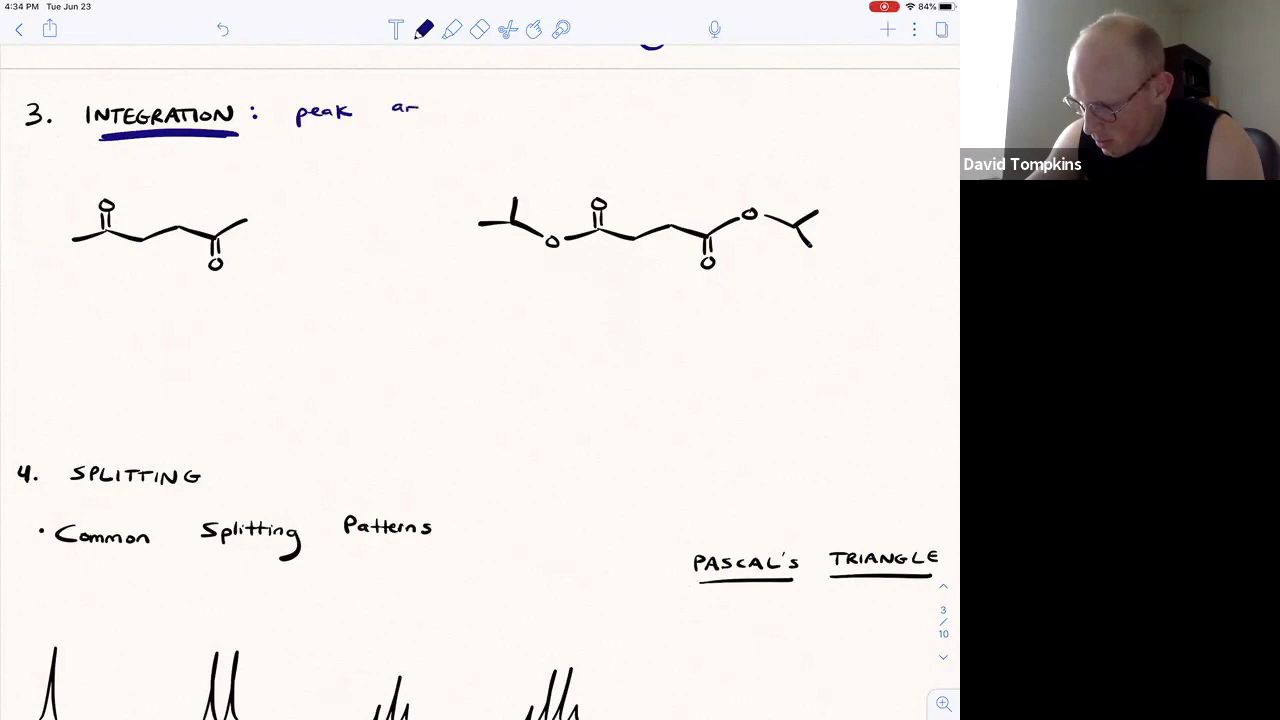 4:34 PM Tue Jun 23
84%
T
3. INTEGRATION: peak ar
O O O
O O O
David Tompkins
4. SPLITTING
• Common Splitting Patterns
PASCAL'S TRIANGLE
3
/
10